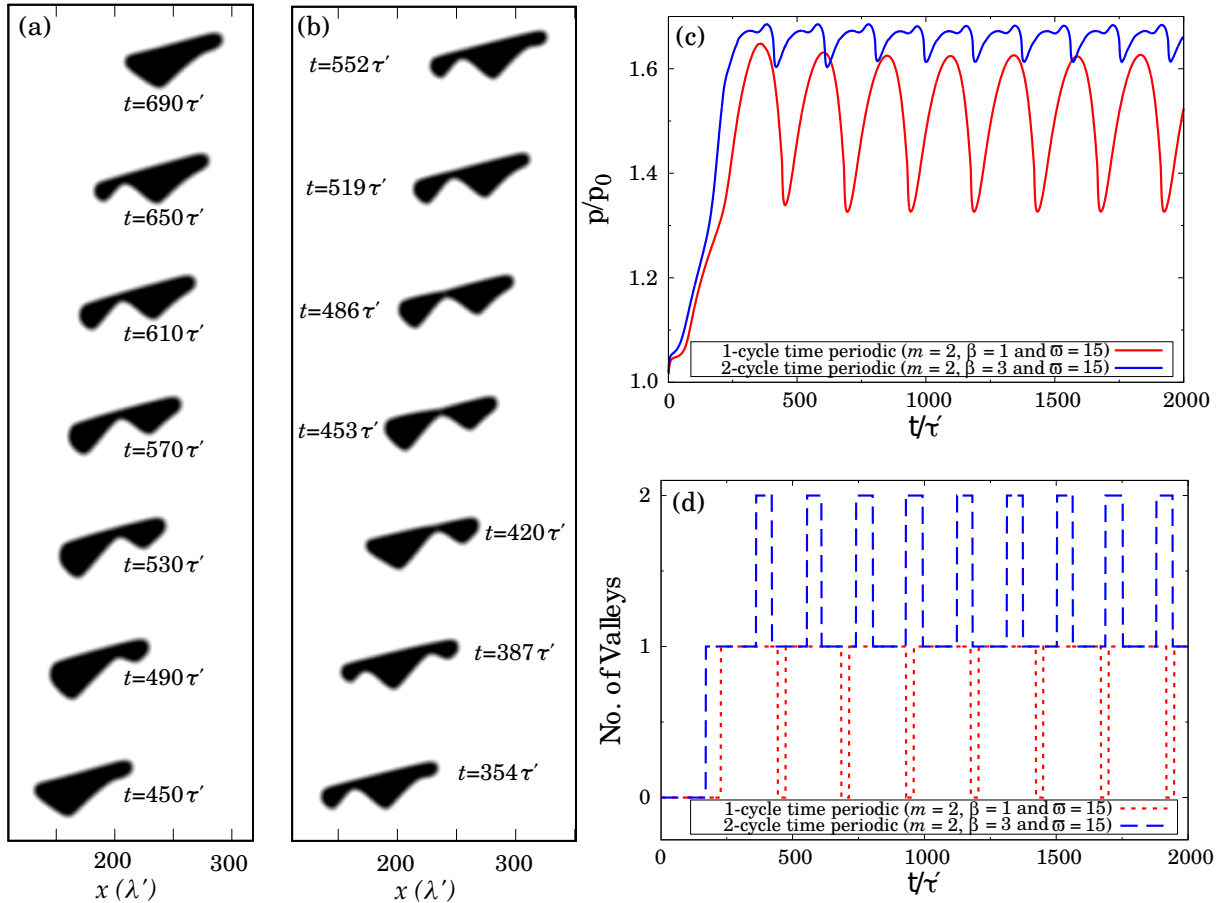 (a)
t=690τ′
t=650τ′
t=610τ′
t=570τ′
t=530τ′
t=490τ′
t=450τ′
200 300
x (λ′)
(b)
t=552τ′
t=519τ′
t=486τ′
t=453τ′
t=420τ′
t=387τ′
t=354τ′
200 300
x (λ′)
(c)
p/p₀
1.6
1.4
1.2
1.0
1-cycle time periodic (m = 2, β = 1 and ϖ = 15)
2-cycle time periodic (m = 2, β = 3 and ϖ = 15)
0 500 1000 1500 2000
t/τ′
(d)
No. of Valleys
2
1
0
1-cycle time periodic (m = 2, β = 1 and ϖ = 15)
2-cycle time periodic (m = 2, β = 3 and ϖ = 15)
0 500 1000 1500 2000
t/τ′